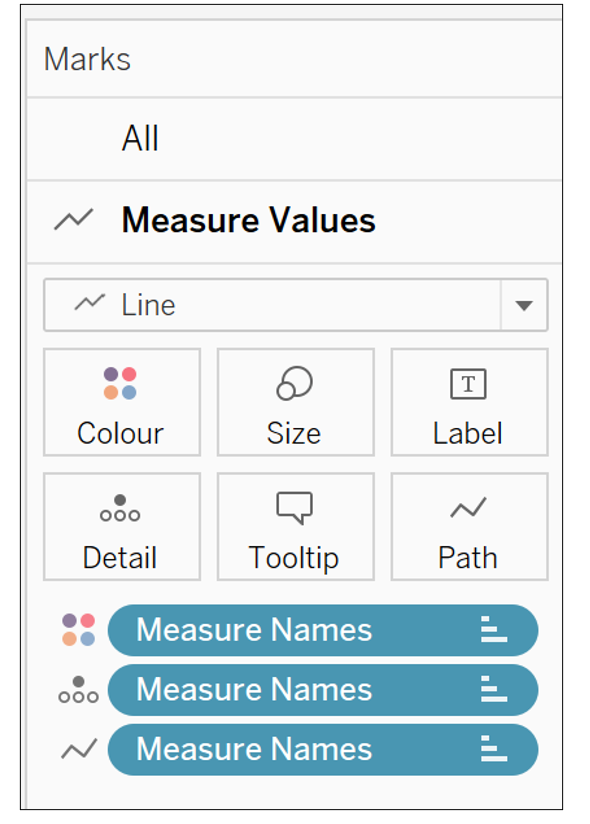 Marks
All
Measure Values
Line
Colour Size Label
Detail Tooltip Path
Measure Names
Measure Names
Measure Names